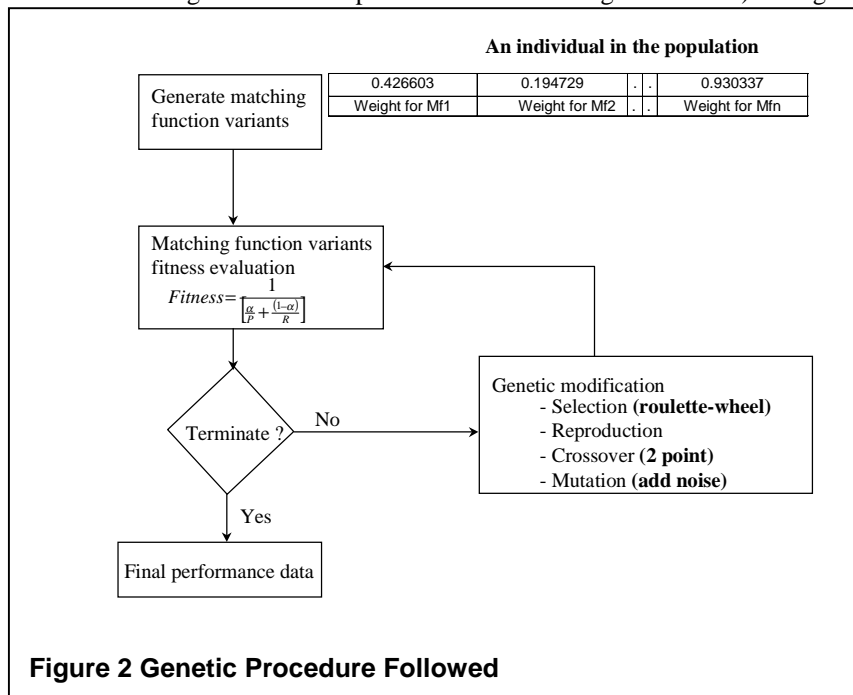 An individual in the population
0.426603 0.194729 . . 0.930337
Weight for Mf1 Weight for Mf2 . . Weight for Mfn
Generate matching
function variants
Matching function variants
fitness evaluation
Fitness= 1 / [α/P + (1-α)/R]
Terminate ?
No
Genetic modification
- Selection (roulette-wheel)
- Reproduction
- Crossover (2 point)
- Mutation (add noise)
Yes
Final performance data
Figure 2 Genetic Procedure Followed